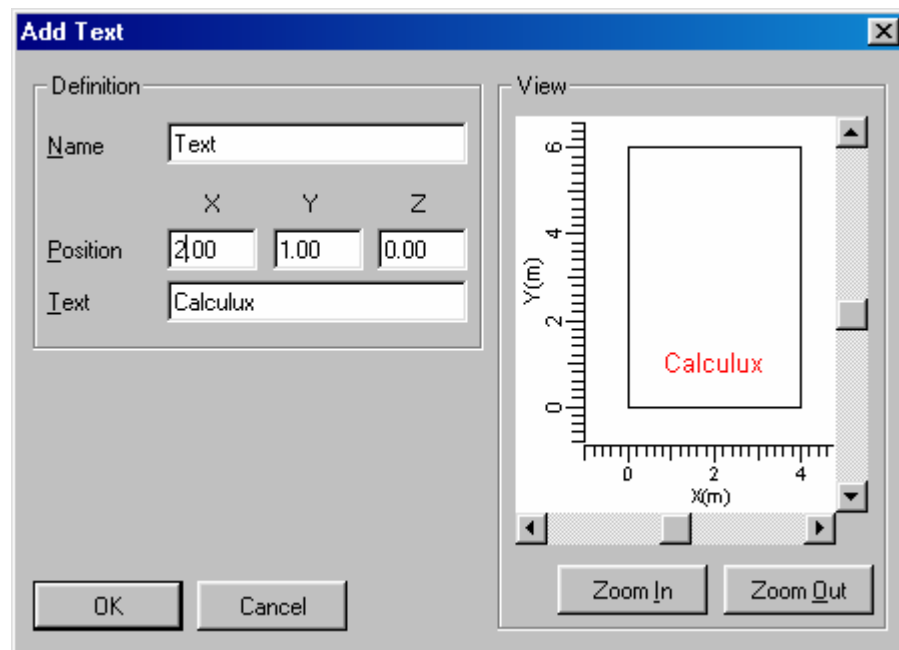 Add Text
Definition
Name Text
X Y Z
Position 2.00 1.00 0.00
Text Calculux
OK Cancel
View
6
4
Y(m)
2
Calculux
0
0 2 4
X(m)
Zoom In Zoom Out